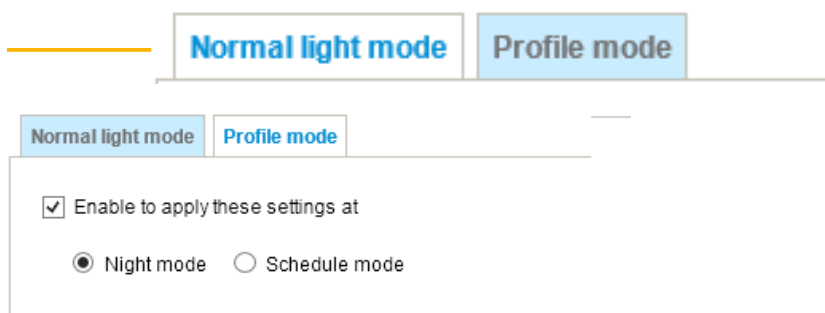 Normal light mode Profile mode
Normal light mode Profile mode
Enable to apply these settings at
Night mode Schedule mode